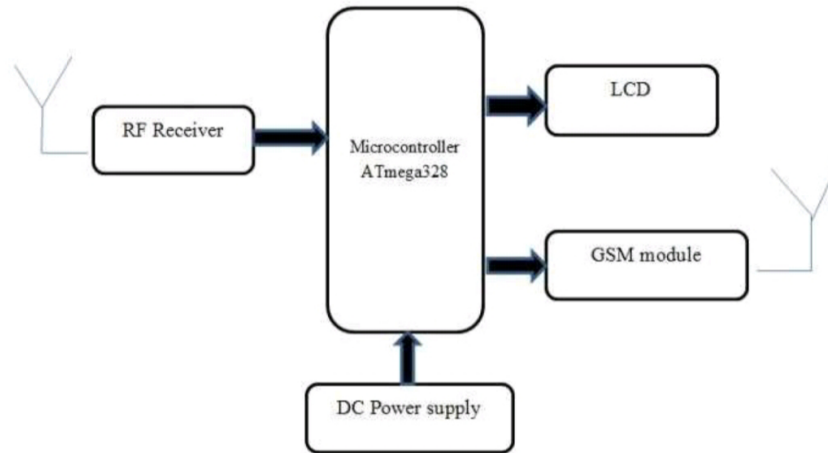 LCD
RF Receiver
Microcontroller
ATmega328
GSM module
DC Power supply